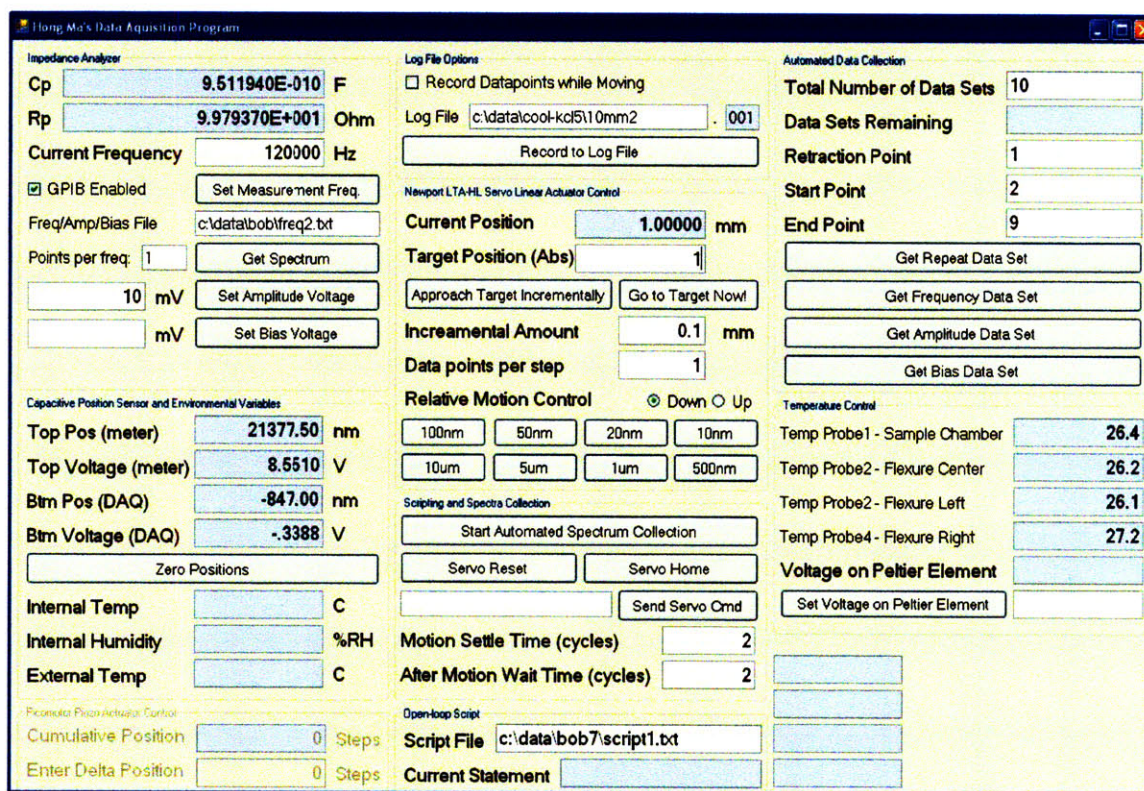 Hong Ma's Data Aquisition Program
Impedance Analyzer
Cp 9.511940E-010 F
Rp 9.979370E+001 Ohm
Current Frequency 120000 Hz
GPIB Enabled Set Measurement Freq.
Freq/Amp/Bias File c:\data\bob\freq2.txt
Points per freq: 1 Get Spectrum
10 mV Set Amplitude Voltage
mV Set Bias Voltage
Capacitive Position Sensor and Environmental Variables
Top Pos (meter) 21377.50 nm
Top Voltage (meter) 8.5510 V
Btm Pos (DAQ) -847.00 nm
Btm Voltage (DAQ) -.3388 V
Zero Positions
Internal Temp C
Internal Humidity %RH
External Temp C
Picomotor Piezo Actuator Control
Cumulative Position 0 Steps
Enter Delta Position 0 Steps
Log File Options
Record Datapoints while Moving
Log File c:\data\cool-kcl5\10mm2 . 001
Record to Log File
Newport LTA-HL Servo Linear Actuator Control
Current Position 1.00000 mm
Target Position (Abs) 1
Approach Target Incrementally Go to Target Now!
Increamental Amount 0.1 mm
Data points per step 1
Relative Motion Control Down Up
100nm 50nm 20nm 10nm
10um 5um 1um 500nm
Scripting and Spectra Collection
Start Automated Spectrum Collection
Servo Reset Servo Home
Send Servo Cmd
Motion Settle Time (cycles) 2
After Motion Wait Time (cycles) 2
Open-loop Script
Script File c:\data\bob7\script1.txt
Current Statement
Automated Data Collection
Total Number of Data Sets 10
Data Sets Remaining
Retraction Point 1
Start Point 2
End Point 9
Get Repeat Data Set
Get Frequency Data Set
Get Amplitude Data Set
Get Bias Data Set
Temperature Control
Temp Probe1 - Sample Chamber 26.4
Temp Probe2 - Flexure Center 26.2
Temp Probe2 - Flexure Left 26.1
Temp Probe4 - Flexure Right 27.2
Voltage on Peltier Element
Set Voltage on Peltier Element